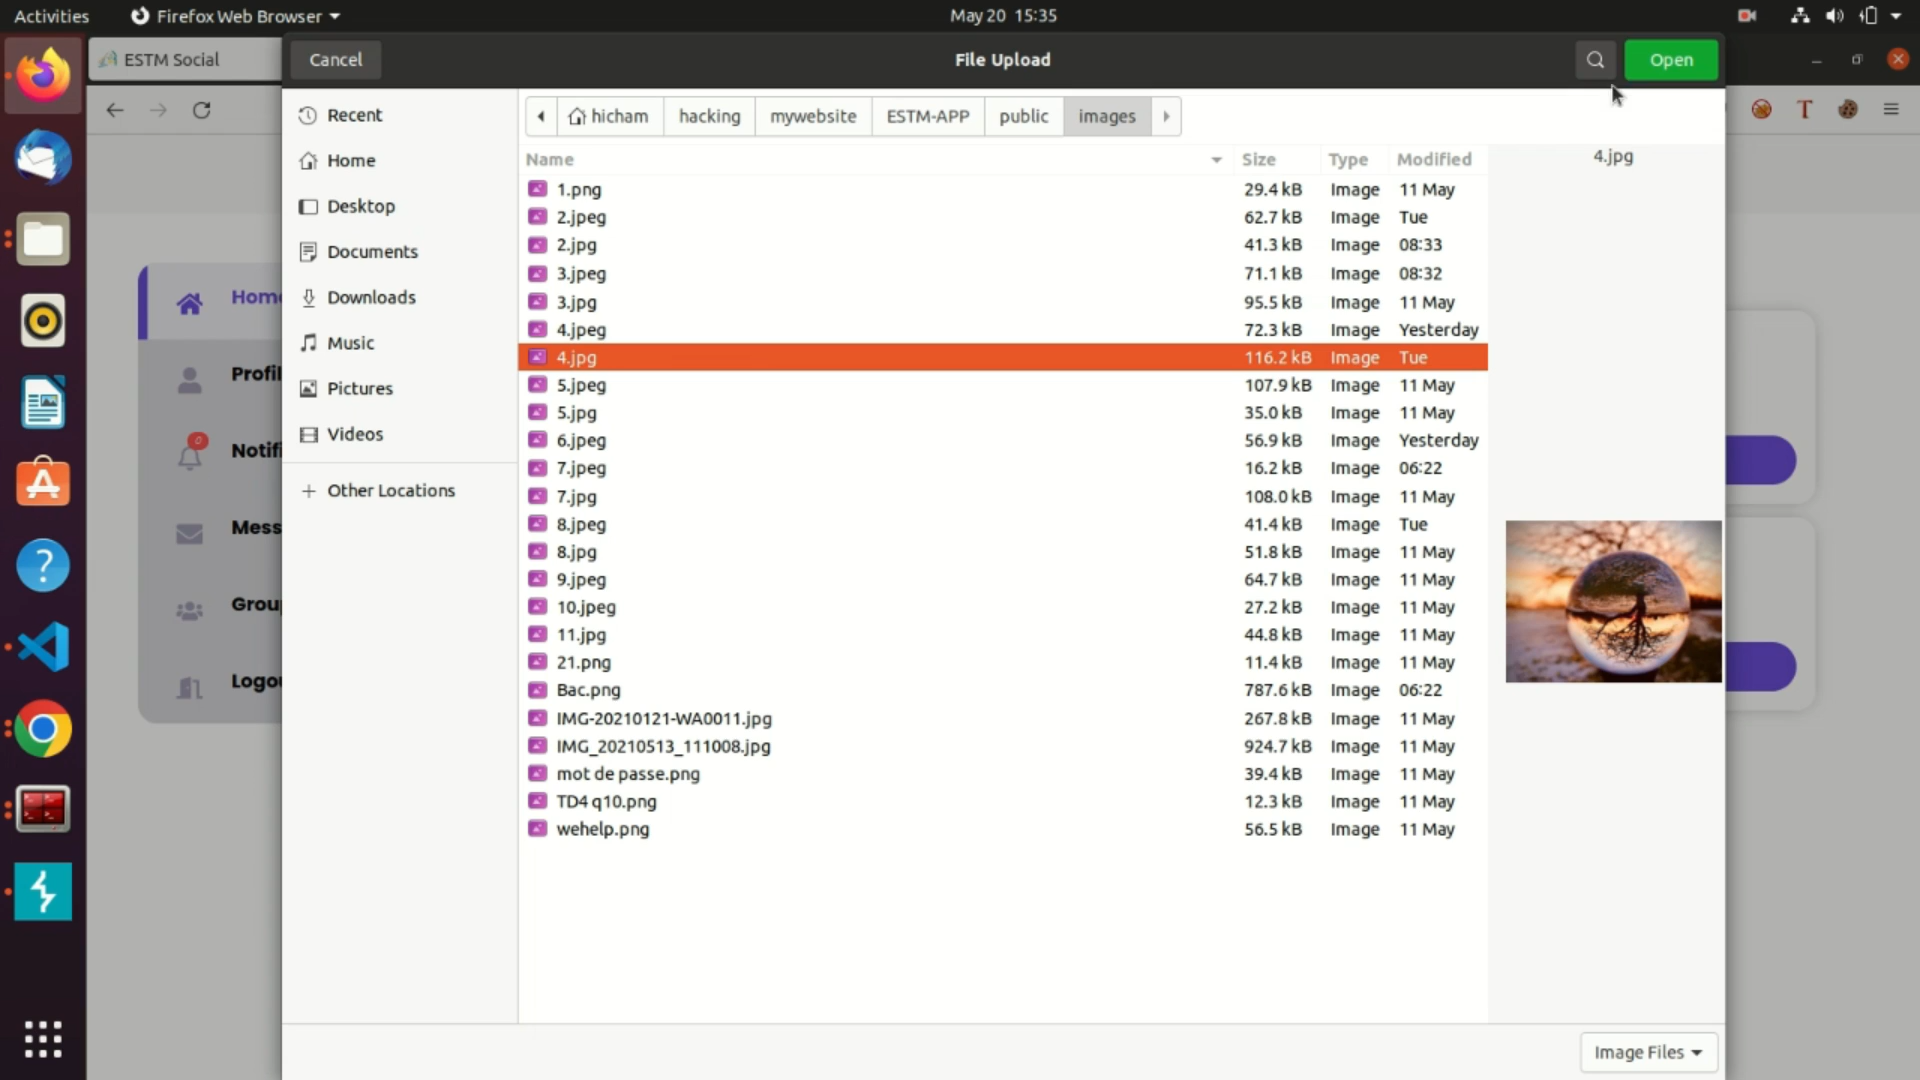 Activities
Firefox Web Browser
May 20 15:35
ESTM Social
Cancel
File Upload
Open
Recent
Home
Desktop
Documents
Downloads
Music
Pictures
Videos
Other Locations
hicham hacking mywebsite ESTM-APP public images
Name Size Type Modified
1.png 29.4 kB Image 11 May
2.jpeg 62.7 kB Image Tue
2.jpg 41.3 kB Image 08:33
3.jpeg 71.1 kB Image 08:32
3.jpg 95.5 kB Image 11 May
4.jpeg 72.3 kB Image Yesterday
4.jpg 116.2 kB Image Tue
5.jpeg 107.9 kB Image 11 May
5.jpg 35.0 kB Image 11 May
6.jpeg 56.9 kB Image Yesterday
7.jpeg 16.2 kB Image 06:22
7.jpg 108.0 kB Image 11 May
8.jpeg 41.4 kB Image Tue
8.jpg 51.8 kB Image 11 May
9.jpeg 64.7 kB Image 11 May
10.jpeg 27.2 kB Image 11 May
11.jpg 44.8 kB Image 11 May
21.png 11.4 kB Image 11 May
Bac.png 787.6 kB Image 06:22
IMG-20210121-WA0011.jpg 267.8 kB Image 11 May
IMG_20210513_111008.jpg 924.7 kB Image 11 May
mot de passe.png 39.4 kB Image 11 May
TD4 q10.png 12.3 kB Image 11 May
wehelp.png 56.5 kB Image 11 May
4.jpg
Image Files
Home
Profil
0
Notifi
Mess
Grou
Logou